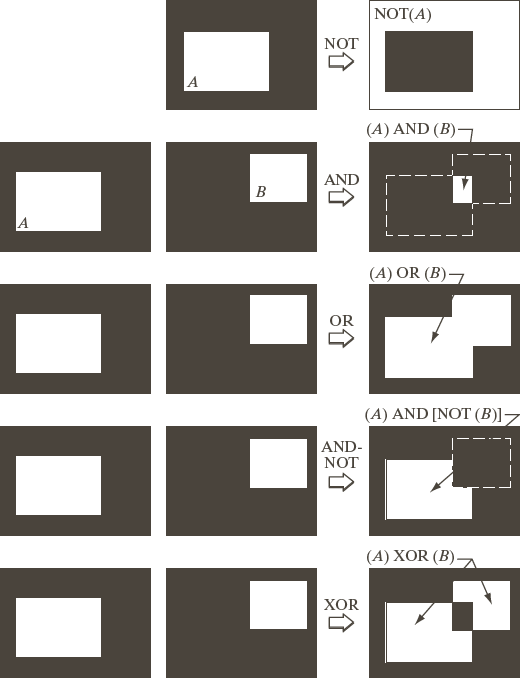 NOT(A)
NOT
A
(A) AND (B)
A
B
AND
(A) OR (B)
OR
(A) AND [NOT (B)]
AND-
NOT
(A) XOR (B)
XOR